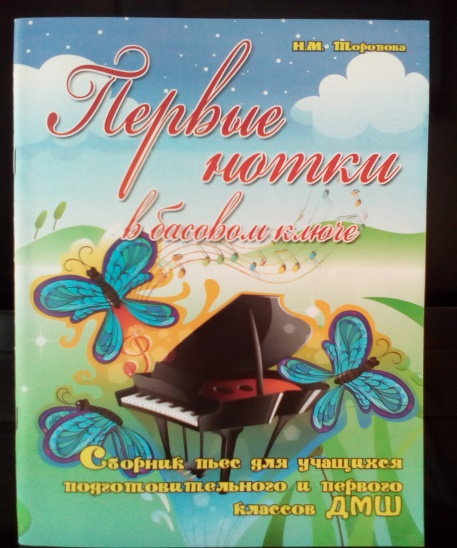 Н.М. Торопова
Первые
нотки
в басовом ключе
Сборник пьес для учащихся
подготовительного и первого
классов ДМШ